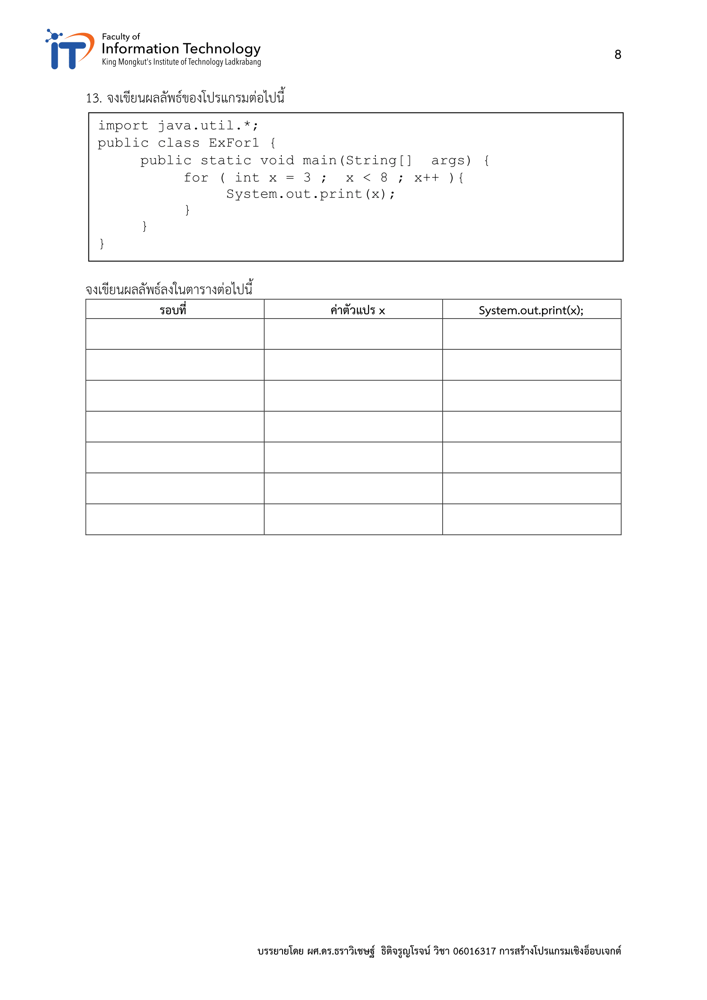 Faculty of
Information Technology
King Mongkut's Institute of Technology Ladkrabang
8
13. จงเขียนผลลัพธ์ของโปรแกรมต่อไปนี้
import java.util.*;
public class ExFor1 {
public static void main(String[]  args) {
for ( int x = 3 ;  x < 8 ; x++ ){
System.out.print(x);
}
}
}
จงเขียนผลลัพธ์ลงในตารางต่อไปนี้
รอบที่ ค่าตัวแปร x System.out.print(x);
บรรยายโดย ผศ.ดร.ธราวิเชษฐ์  ธิติจรูญโรจน์ วิชา 06016317 การสร้างโปรแกรมเชิงอ็อบเจกต์